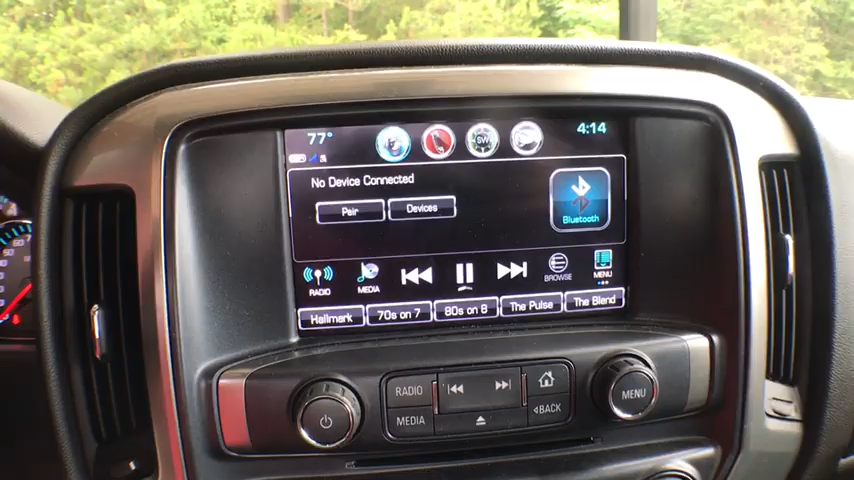 77° 4:14
SW
No Device Connected
Pair Devices
Bluetooth
RADIO MEDIA BROWSE MENU
Hallmark 70s on 7 80s on 8 The Pulse The Blend
RADIO
MEDIA BACK
MENU